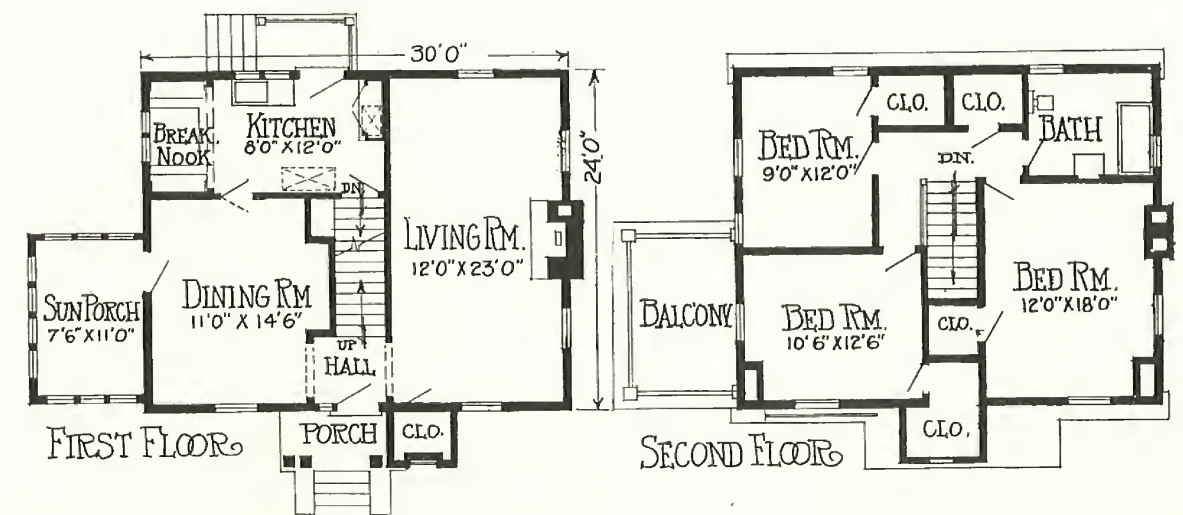 30'0"
24'0"
BREAK.
NOOK
KITCHEN
8'0" X 12'0"
DN.
LIVING RM.
12'0" X 23'0"
DINING RM
11'0" X 14'6"
SUN PORCH
7'6" X 11'0"
UP
HALL
PORCH
CLO.
FIRST FLOOR
CLO.
CLO.
BATH
BED RM.
9'0" X 12'0"
DN.
BED RM.
12'0" X 18'0"
BALCONY
BED RM.
10'6" X 12'6"
CLO.
CLO.
SECOND FLOOR